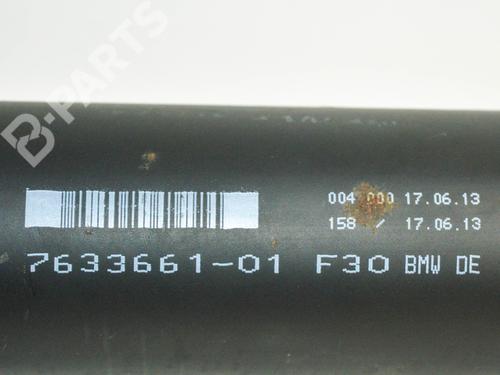 B-PARTS
004 000 17.06.13
158 / 17.06.13
7633661-01 F30 BMW DE